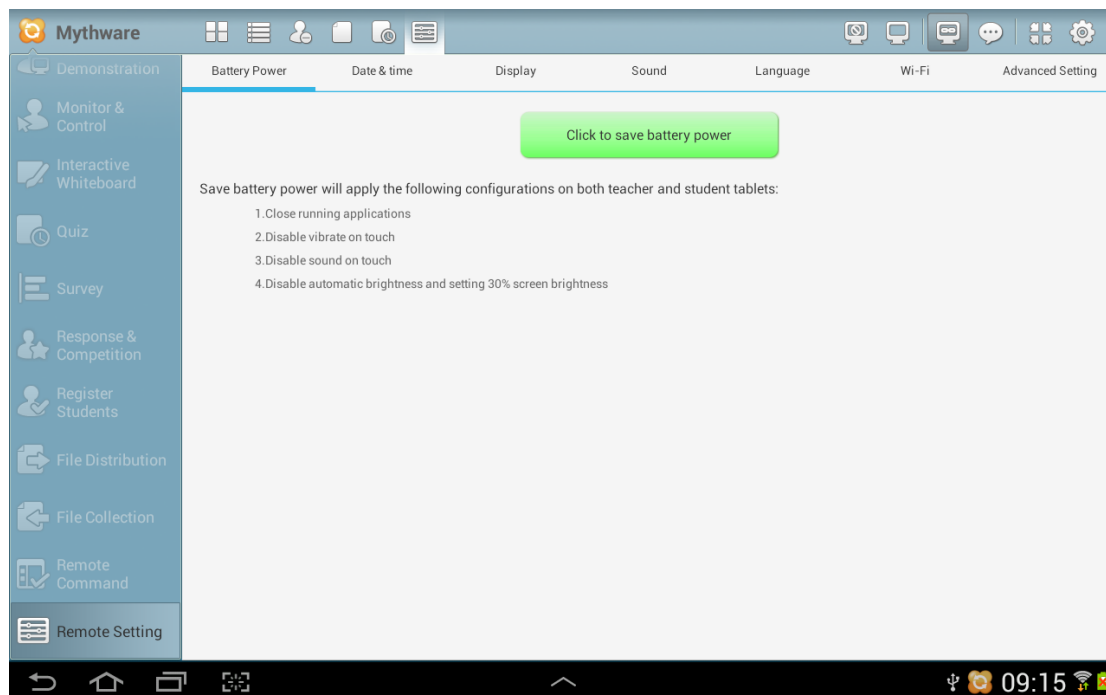 Mythware
Demonstration
Monitor &
Control
Interactive
Whiteboard
Quiz
Survey
Response &
Competition
Register
Students
File Distribution
File Collection
Remote
Command
Remote Setting
Battery Power
Date & time
Display
Sound
Language
Wi-Fi
Advanced Setting
Click to save battery power
Save battery power will apply the following configurations on both teacher and student tablets:
1.Close running applications
2.Disable vibrate on touch
3.Disable sound on touch
4.Disable automatic brightness and setting 30% screen brightness
09:15